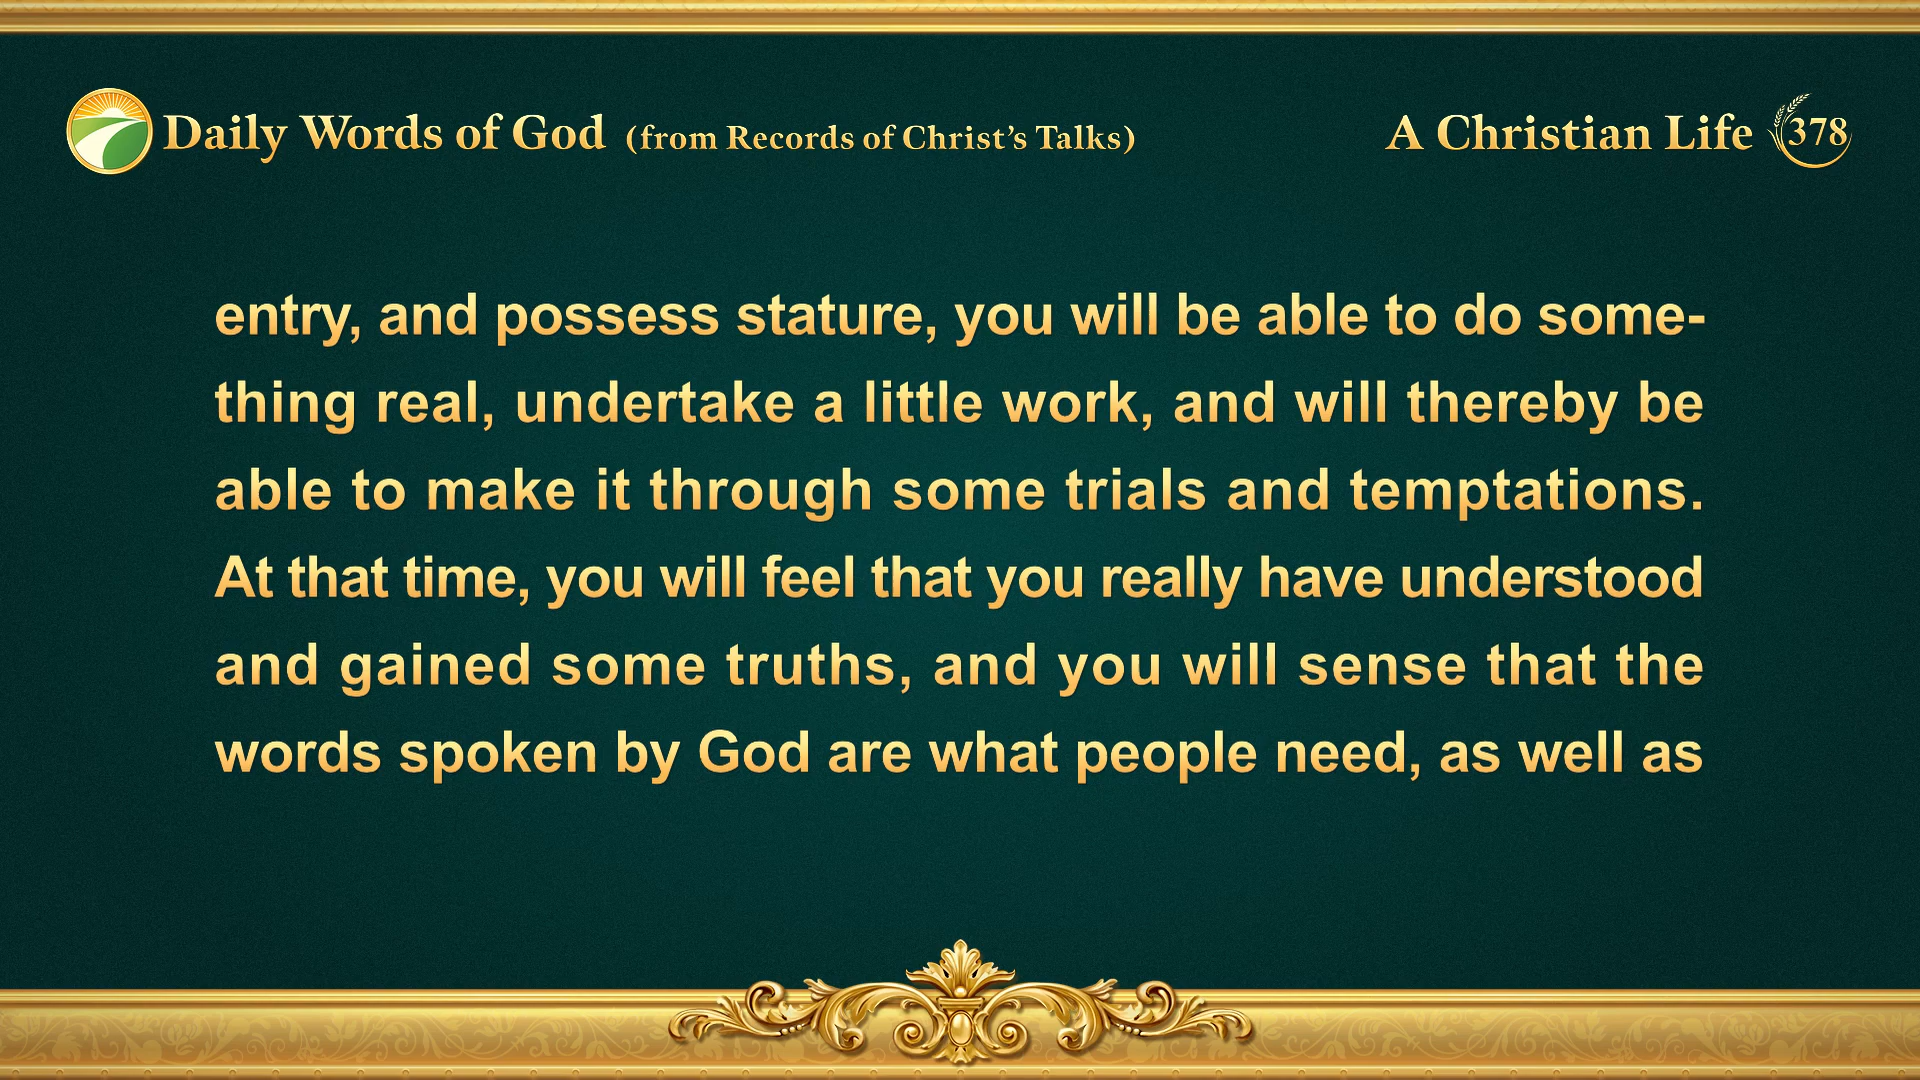 Daily Words of God (from Records of Christ's Talks)
A Christian Life 378
entry, and possess stature, you will be able to do some-
thing real, undertake a little work, and will thereby be
able to make it through some trials and temptations.
At that time, you will feel that you really have understood
and gained some truths, and you will sense that the
words spoken by God are what people need, as well as